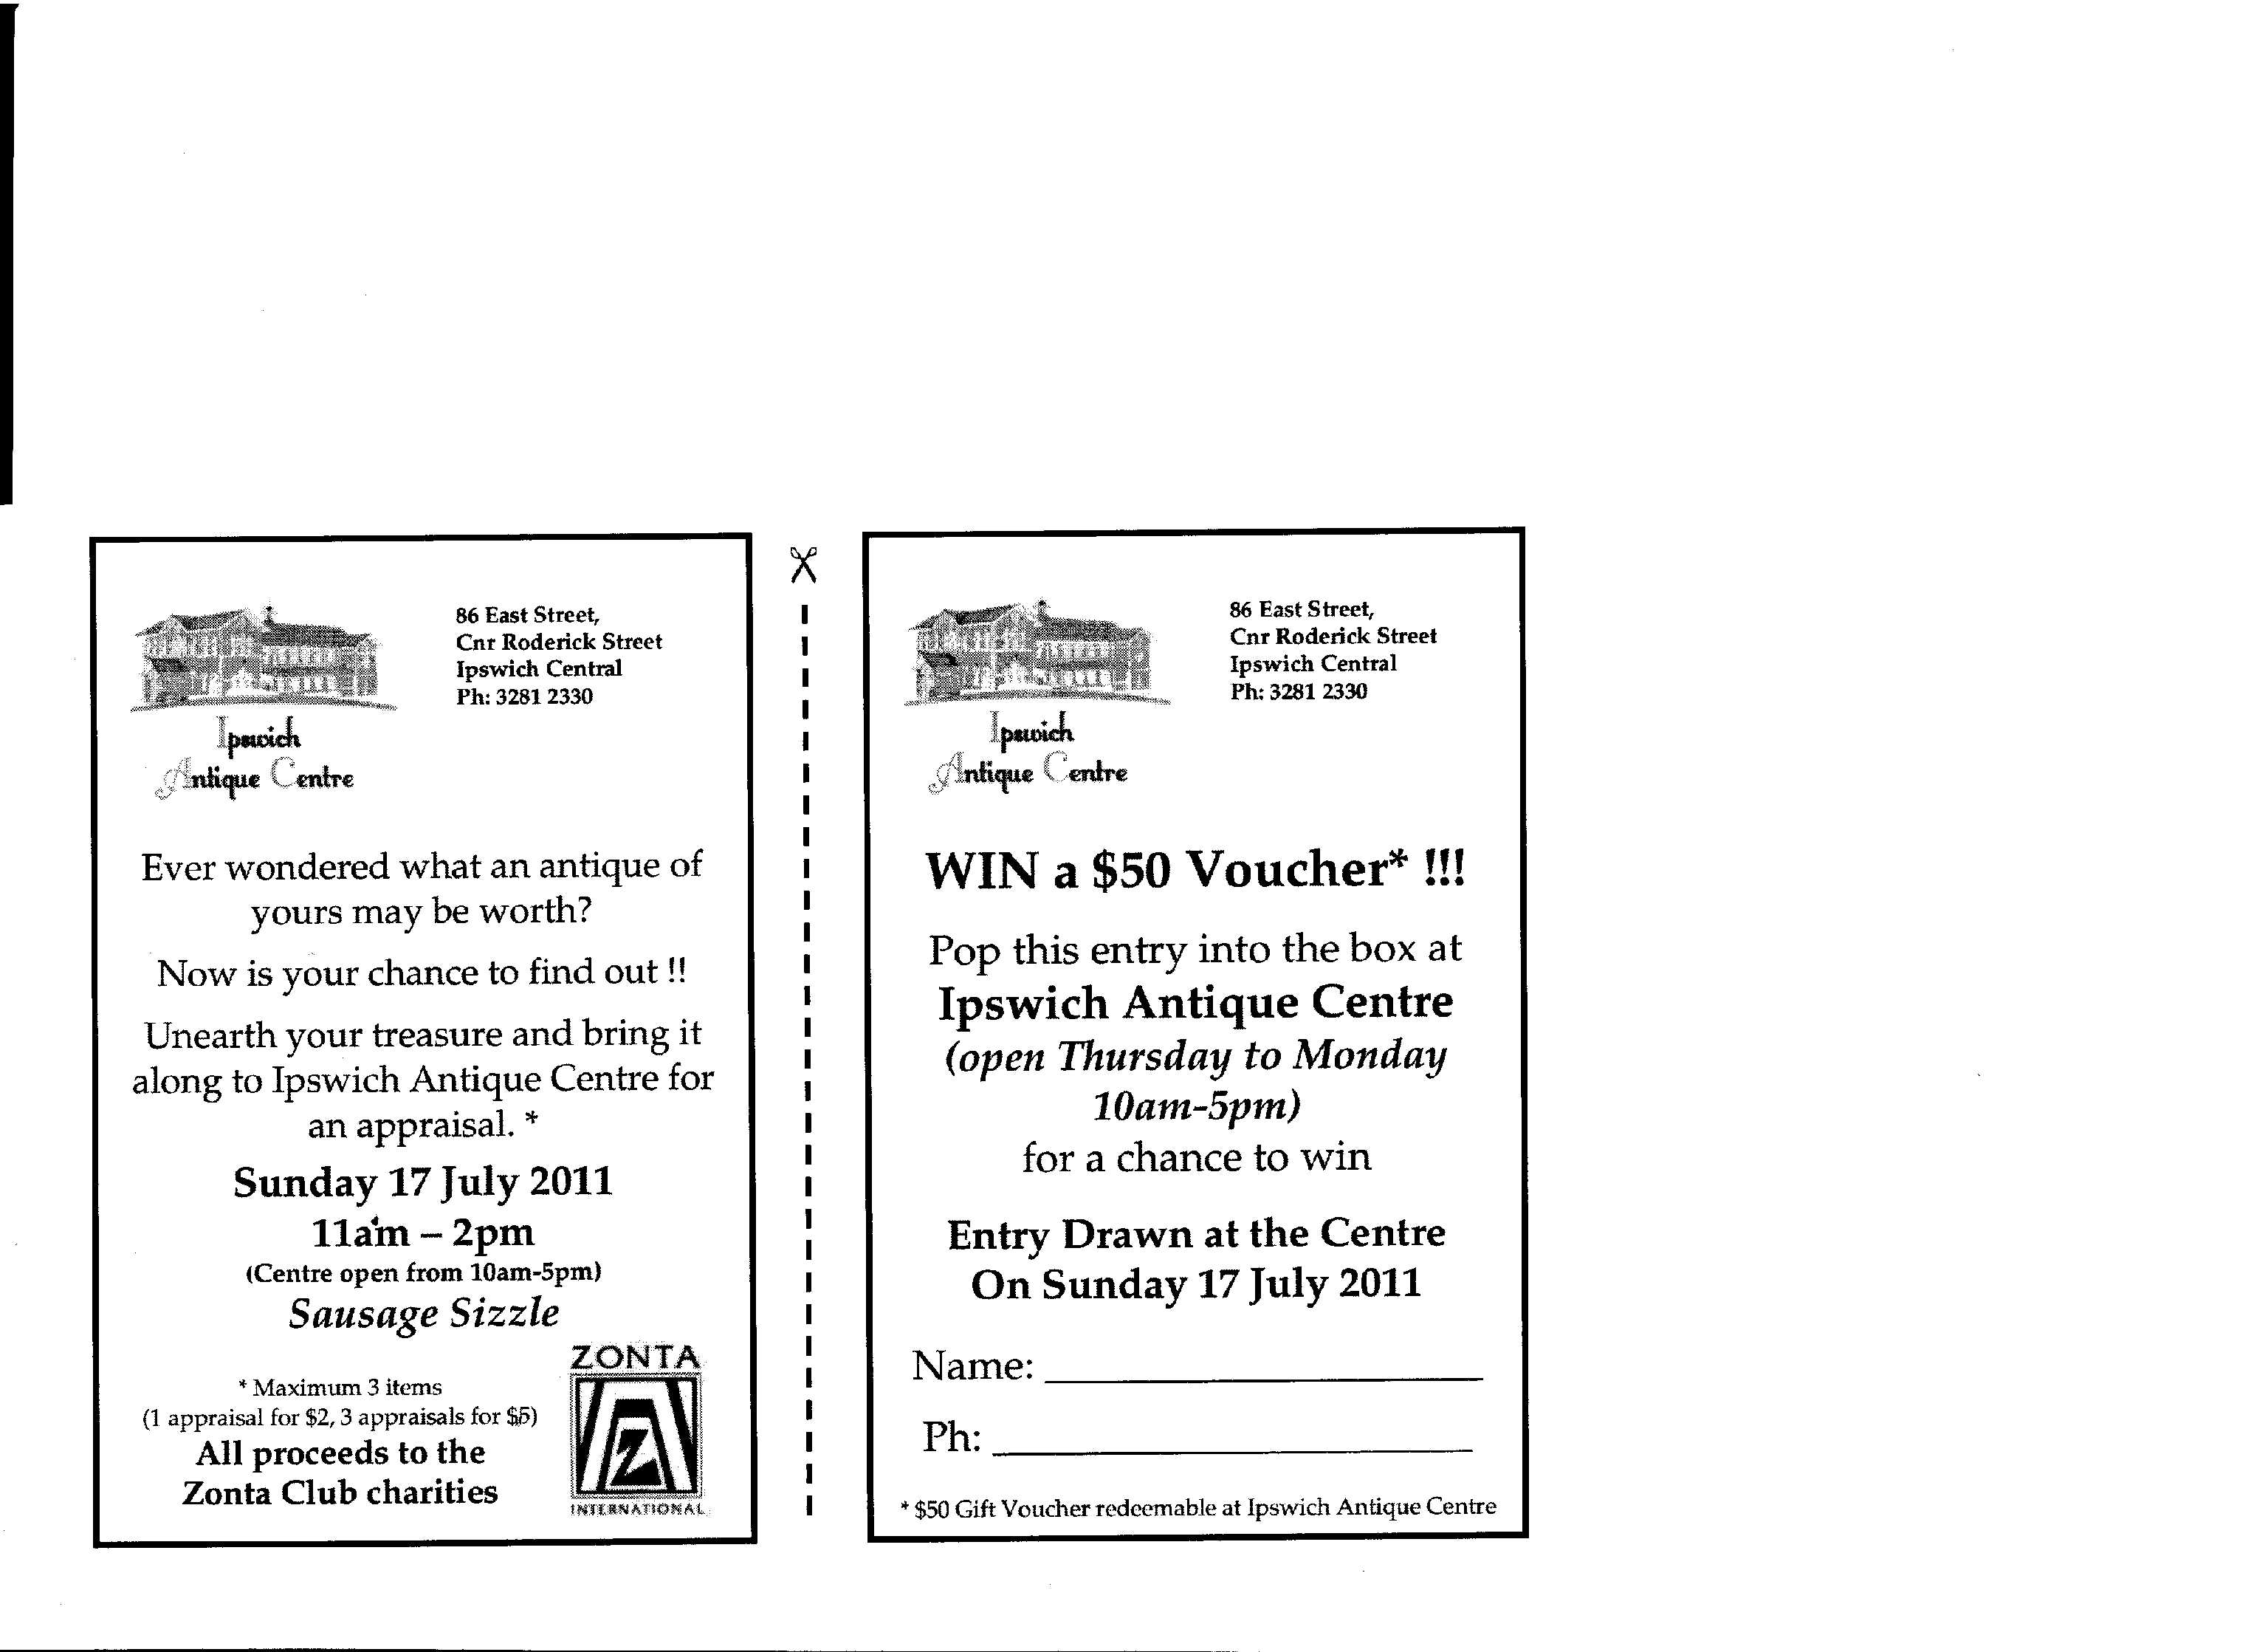 86 East Street,
Cnr Roderick Street
Ipswich Central
Ph: 3281 2330
Ipswich
Antique Centre
Ever wondered what an antique of
yours may be worth?
Now is your chance to find out !!
Unearth your treasure and bring it
along to Ipswich Antique Centre for
an appraisal. *
Sunday 17 July 2011
11am – 2pm
(Centre open from 10am-5pm)
Sausage Sizzle
* Maximum 3 items
(1 appraisal for $2, 3 appraisals for $5)
All proceeds to the
Zonta Club charities
ZONTA
Z
INTERNATIONAL
86 East Street,
Cnr Roderick Street
Ipswich Central
Ph: 3281 2330
Ipswich
Antique Centre
WIN a $50 Voucher* !!!
Pop this entry into the box at
Ipswich Antique Centre
(open Thursday to Monday
10am-5pm)
for a chance to win
Entry Drawn at the Centre
On Sunday 17 July 2011
Name:
Ph:
* $50 Gift Voucher redeemable at Ipswich Antique Centre